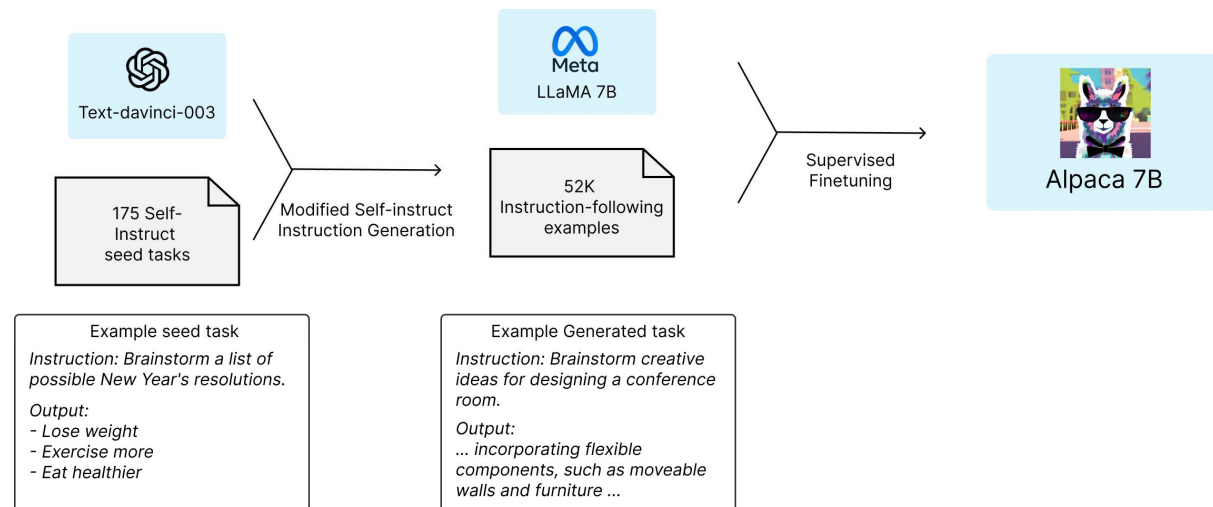 Text-davinci-003
175 Self-
Instruct
seed tasks
Modified Self-instruct
Instruction Generation
Meta
LLaMA 7B
52K
Instruction-following
examples
Supervised
Finetuning
Alpaca 7B
Example seed task
Instruction: Brainstorm a list of
possible New Year's resolutions.
Output:
- Lose weight
- Exercise more
- Eat healthier
Example Generated task
Instruction: Brainstorm creative
ideas for designing a conference
room.
Output:
... incorporating flexible
components, such as moveable
walls and furniture ...